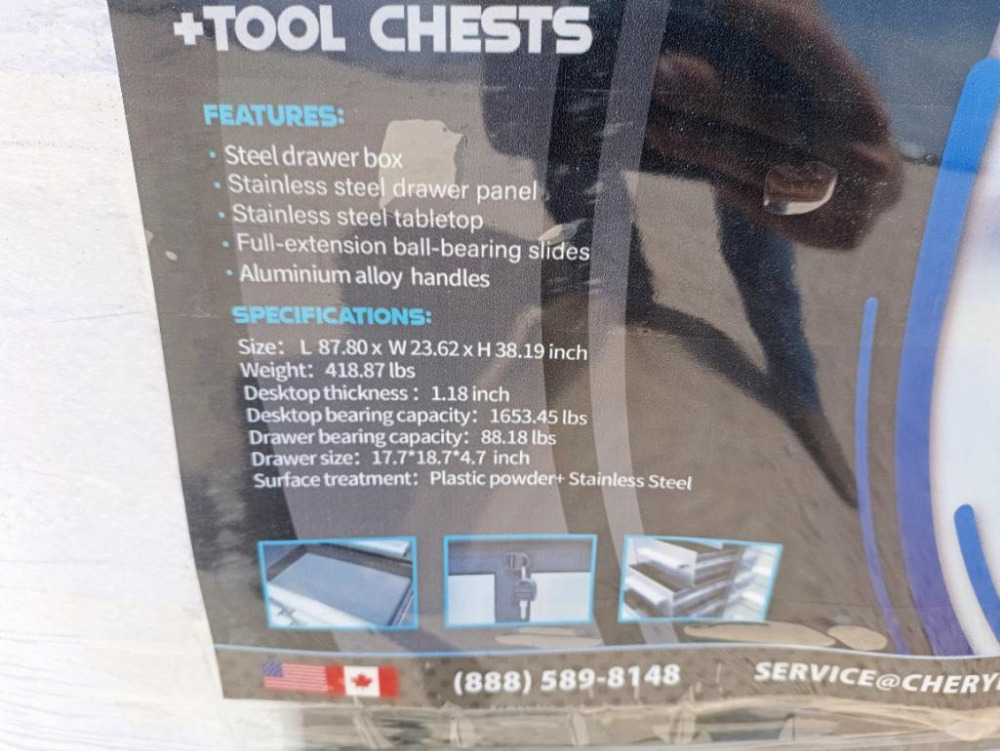 +TOOL CHESTS
FEATURES:
· Steel drawer box
· Stainless steel drawer panel
· Stainless steel tabletop
· Full-extension ball-bearing slides
· Aluminium alloy handles
SPECIFICATIONS:
Size: L 87.80 x W 23.62 x H 38.19 inch
Weight: 418.87 lbs
Desktop thickness : 1.18 inch
Desktop bearing capacity: 1653.45 lbs
Drawer bearing capacity: 88.18 lbs
Drawer size: 17.7*18.7*4.7 inch
Surface treatment: Plastic powder+ Stainless Steel
(888) 589-8148 | SERVICE@CHERY